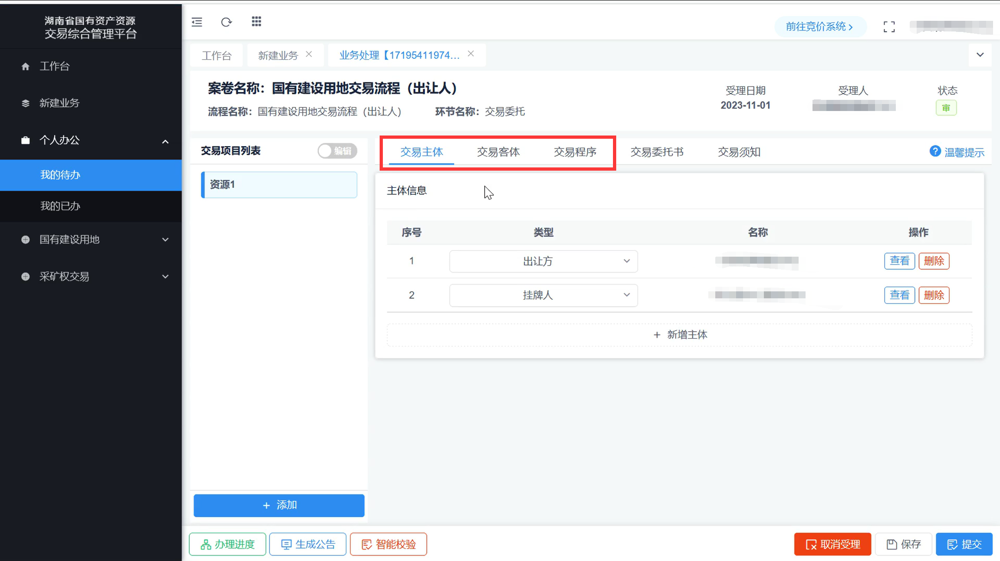 湖南省国有资产资源
交易综合管理平台
工作台
新建业务
个人办公
我的待办
我的已办
国有建设用地
采矿权交易
前往竞价系统
工作台
新建业务
业务处理【17195411974...
案卷名称：国有建设用地交易流程（出让人）
流程名称：国有建设用地交易流程（出让人） 环节名称：交易委托
受理日期 受理人 状态
2023-11-01 审
交易项目列表 编辑
资源1
添加
交易主体 交易客体 交易程序 交易委托书 交易须知 温馨提示
主体信息
序号 类型 名称 操作
1 出让方 查看 删除
2 挂牌人 查看 删除
+ 新增主体
办理进度 生成公告 智能校验 取消受理 保存 提交